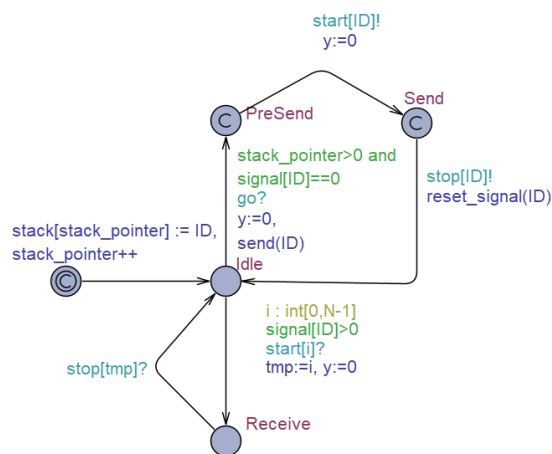 start[ID]!
y:=0
Send
C
PreSend
C
stack_pointer>0 and
signal[ID]==0
go?
y:=0,
send(ID)
stop[ID]!
reset_signal(ID)
stack[stack_pointer] := ID,
stack_pointer++
Idle
C
i : int[0,N-1]
signal[ID]>0
start[i]?
tmp:=i, y:=0
stop[tmp]?
Receive